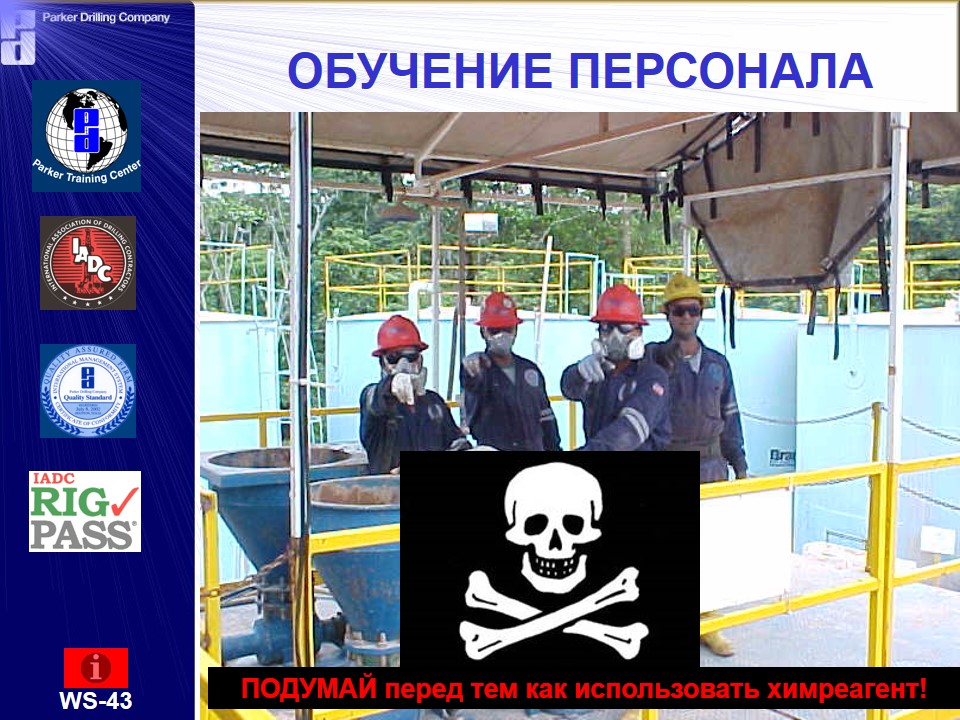 Parker Drilling Company
ОБУЧЕНИЕ ПЕРСОНАЛА
Parker Training Center
INTERNATIONAL ASSOCIATION OF DRILLING CONTRACTORS
IADC
QUALITY ASSURED FIRM
INTERNATIONAL MANAGEMENT SYSTEM
Parker Drilling Company
Quality Standard
CERTIFICATE OF CONFORMITY
IADC
RIG
PASS®
i
WS-43
ПОДУМАЙ перед тем как использовать химреагент!